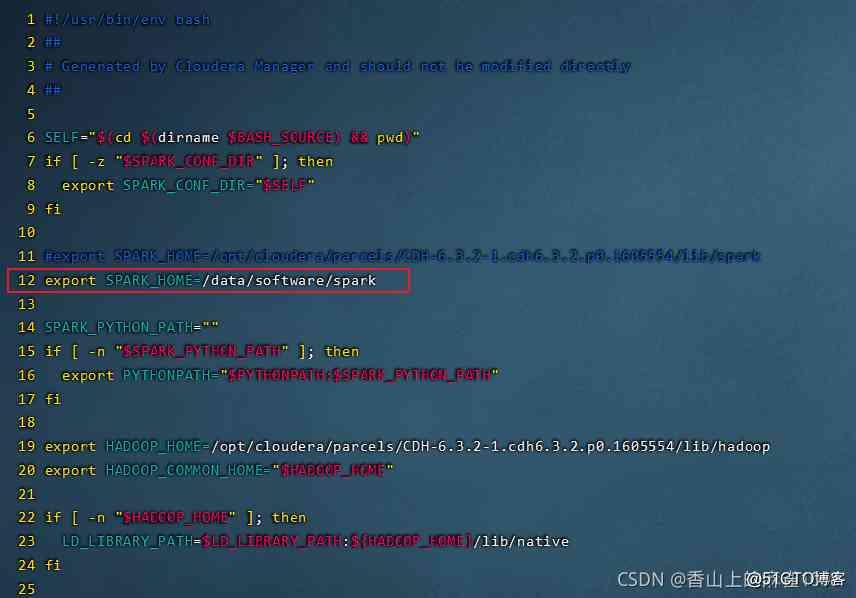 1 #!/usr/bin/env bash
2 ##
3 # Generated by Cloudera Manager and should not be modified directly
4 ##
5
6 SELF="$(cd $(dirname $BASH_SOURCE) && pwd)"
7 if [ -z "$SPARK_CONF_DIR" ]; then
8 export SPARK_CONF_DIR="$SELF"
9 fi
10
11 #export SPARK_HOME=/opt/cloudera/parcels/CDH-6.3.2-1.cdh6.3.2.p0.1605554/lib/spark
12 export SPARK_HOME=/data/software/spark
13
14 SPARK_PYTHON_PATH=""
15 if [ -n "$SPARK_PYTHON_PATH" ]; then
16 export PYTHONPATH="$PYTHONPATH:$SPARK_PYTHON_PATH"
17 fi
18
19 export HADOOP_HOME=/opt/cloudera/parcels/CDH-6.3.2-1.cdh6.3.2.p0.1605554/lib/hadoop
20 export HADOOP_COMMON_HOME="$HADOOP_HOME"
21
22 if [ -n "$HADOOP_HOME" ]; then
23 LD_LIBRARY_PATH=$LD_LIBRARY_PATH:${HADOOP_HOME}/lib/native
24 fi
25
CSDN @香山上的 @51CTO博客